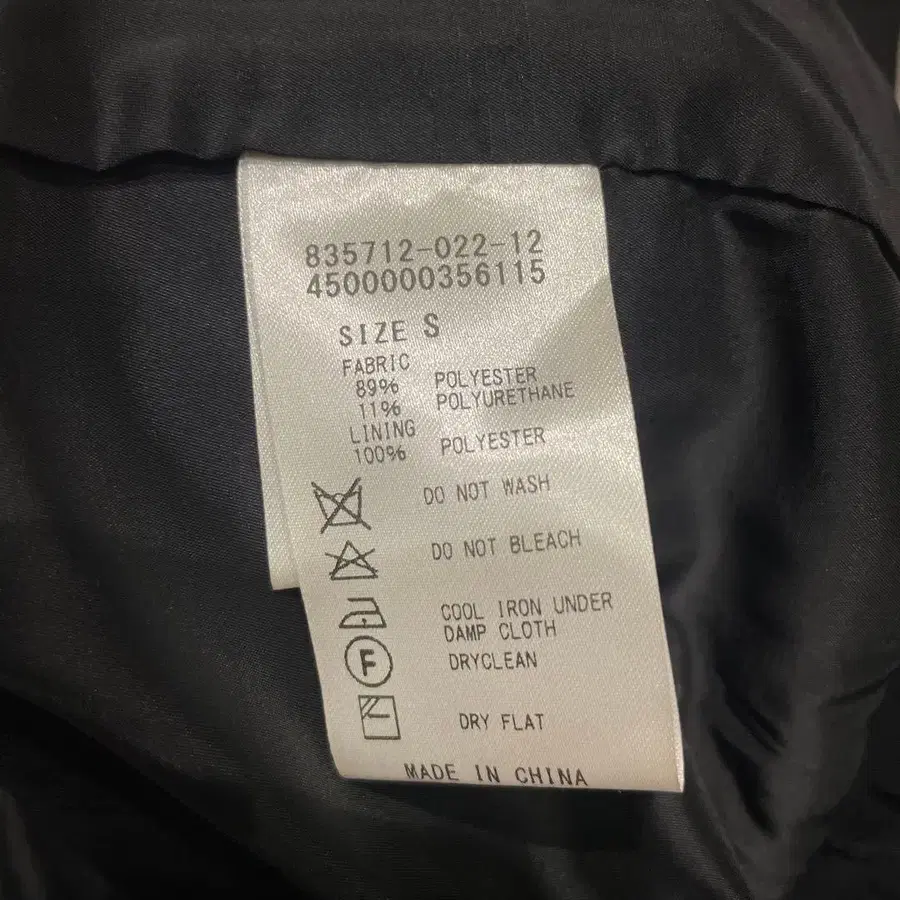 835712-022-12
4500000356115
SIZE S
FABRIC
89% POLYESTER
11% POLYURETHANE
LINING
100% POLYESTER
DO NOT WASH
DO NOT BLEACH
COOL IRON UNDER
DAMP CLOTH
F DRYCLEAN
DRY FLAT
MADE IN CHINA